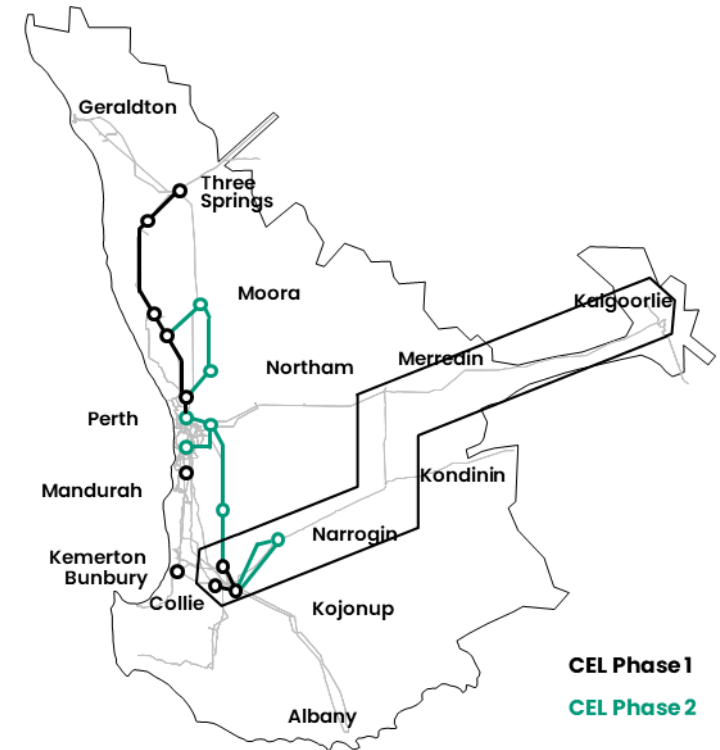 Geraldton
Three
Springs
Moora
Kalgoorlie
Merredin
Northam
Perth
Kondinin
Mandurah
Narrogin
Kemerton
Bunbury
Collie
Kojonup
CEL Phase 1
CEL Phase 2
Albany